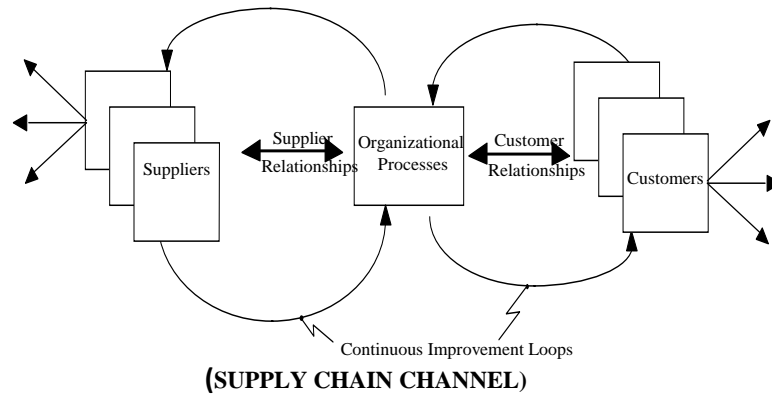 Supplier
Relationships
Organizational
Processes
Customer
Relationships
Suppliers
Customers
Continuous Improvement Loops
(SUPPLY CHAIN CHANNEL)